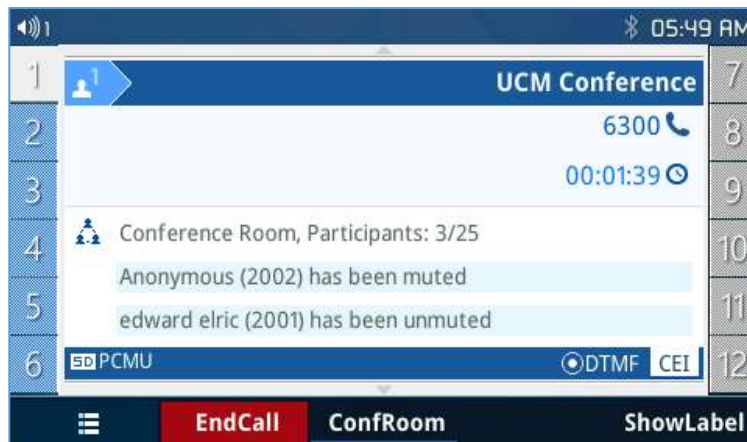 1 05:49 AM
1 1 UCM Conference 7
2 6300 8
3 00:01:39 9
4 Conference Room, Participants: 3/25 10
Anonymous (2002) has been muted
5 edward elric (2001) has been unmuted 11
6 SD PCMU DTMF CEI 12
EndCall ConfRoom ShowLabel